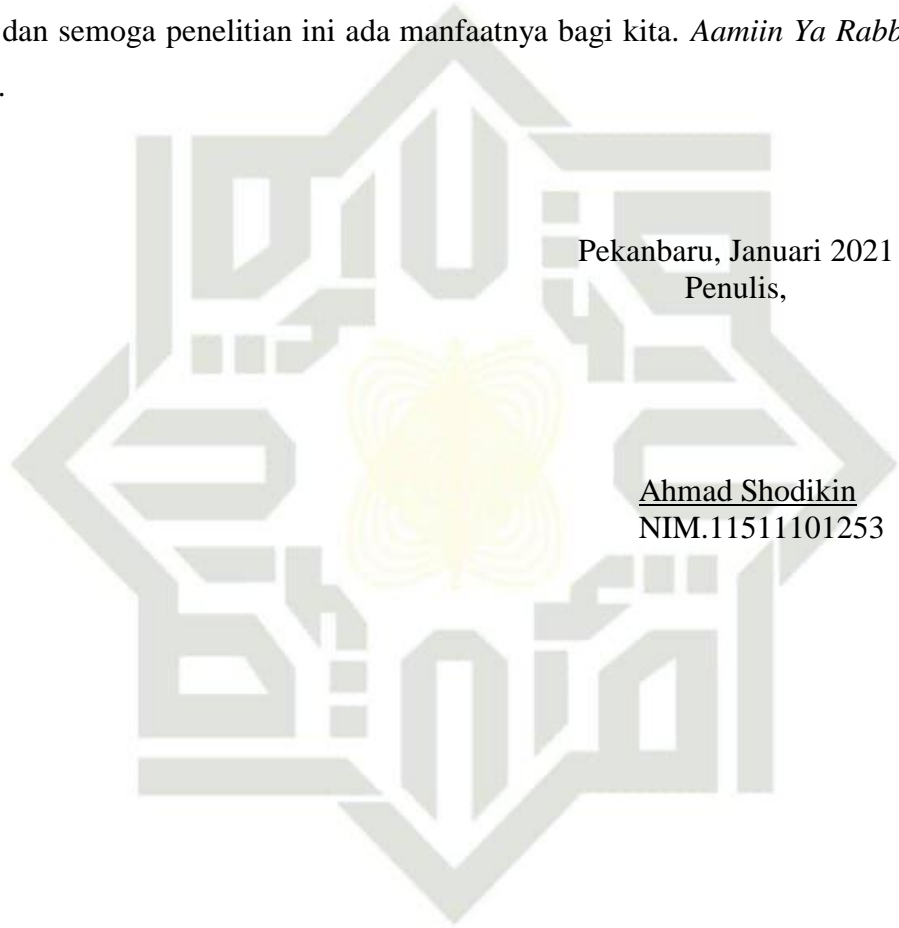 dan semoga penelitian ini ada manfaatnya bagi kita. Aamiin Ya Rabb
.
Pekanbaru, Januari 2021
Penulis,
Ahmad Shodikin
NIM.11511101253